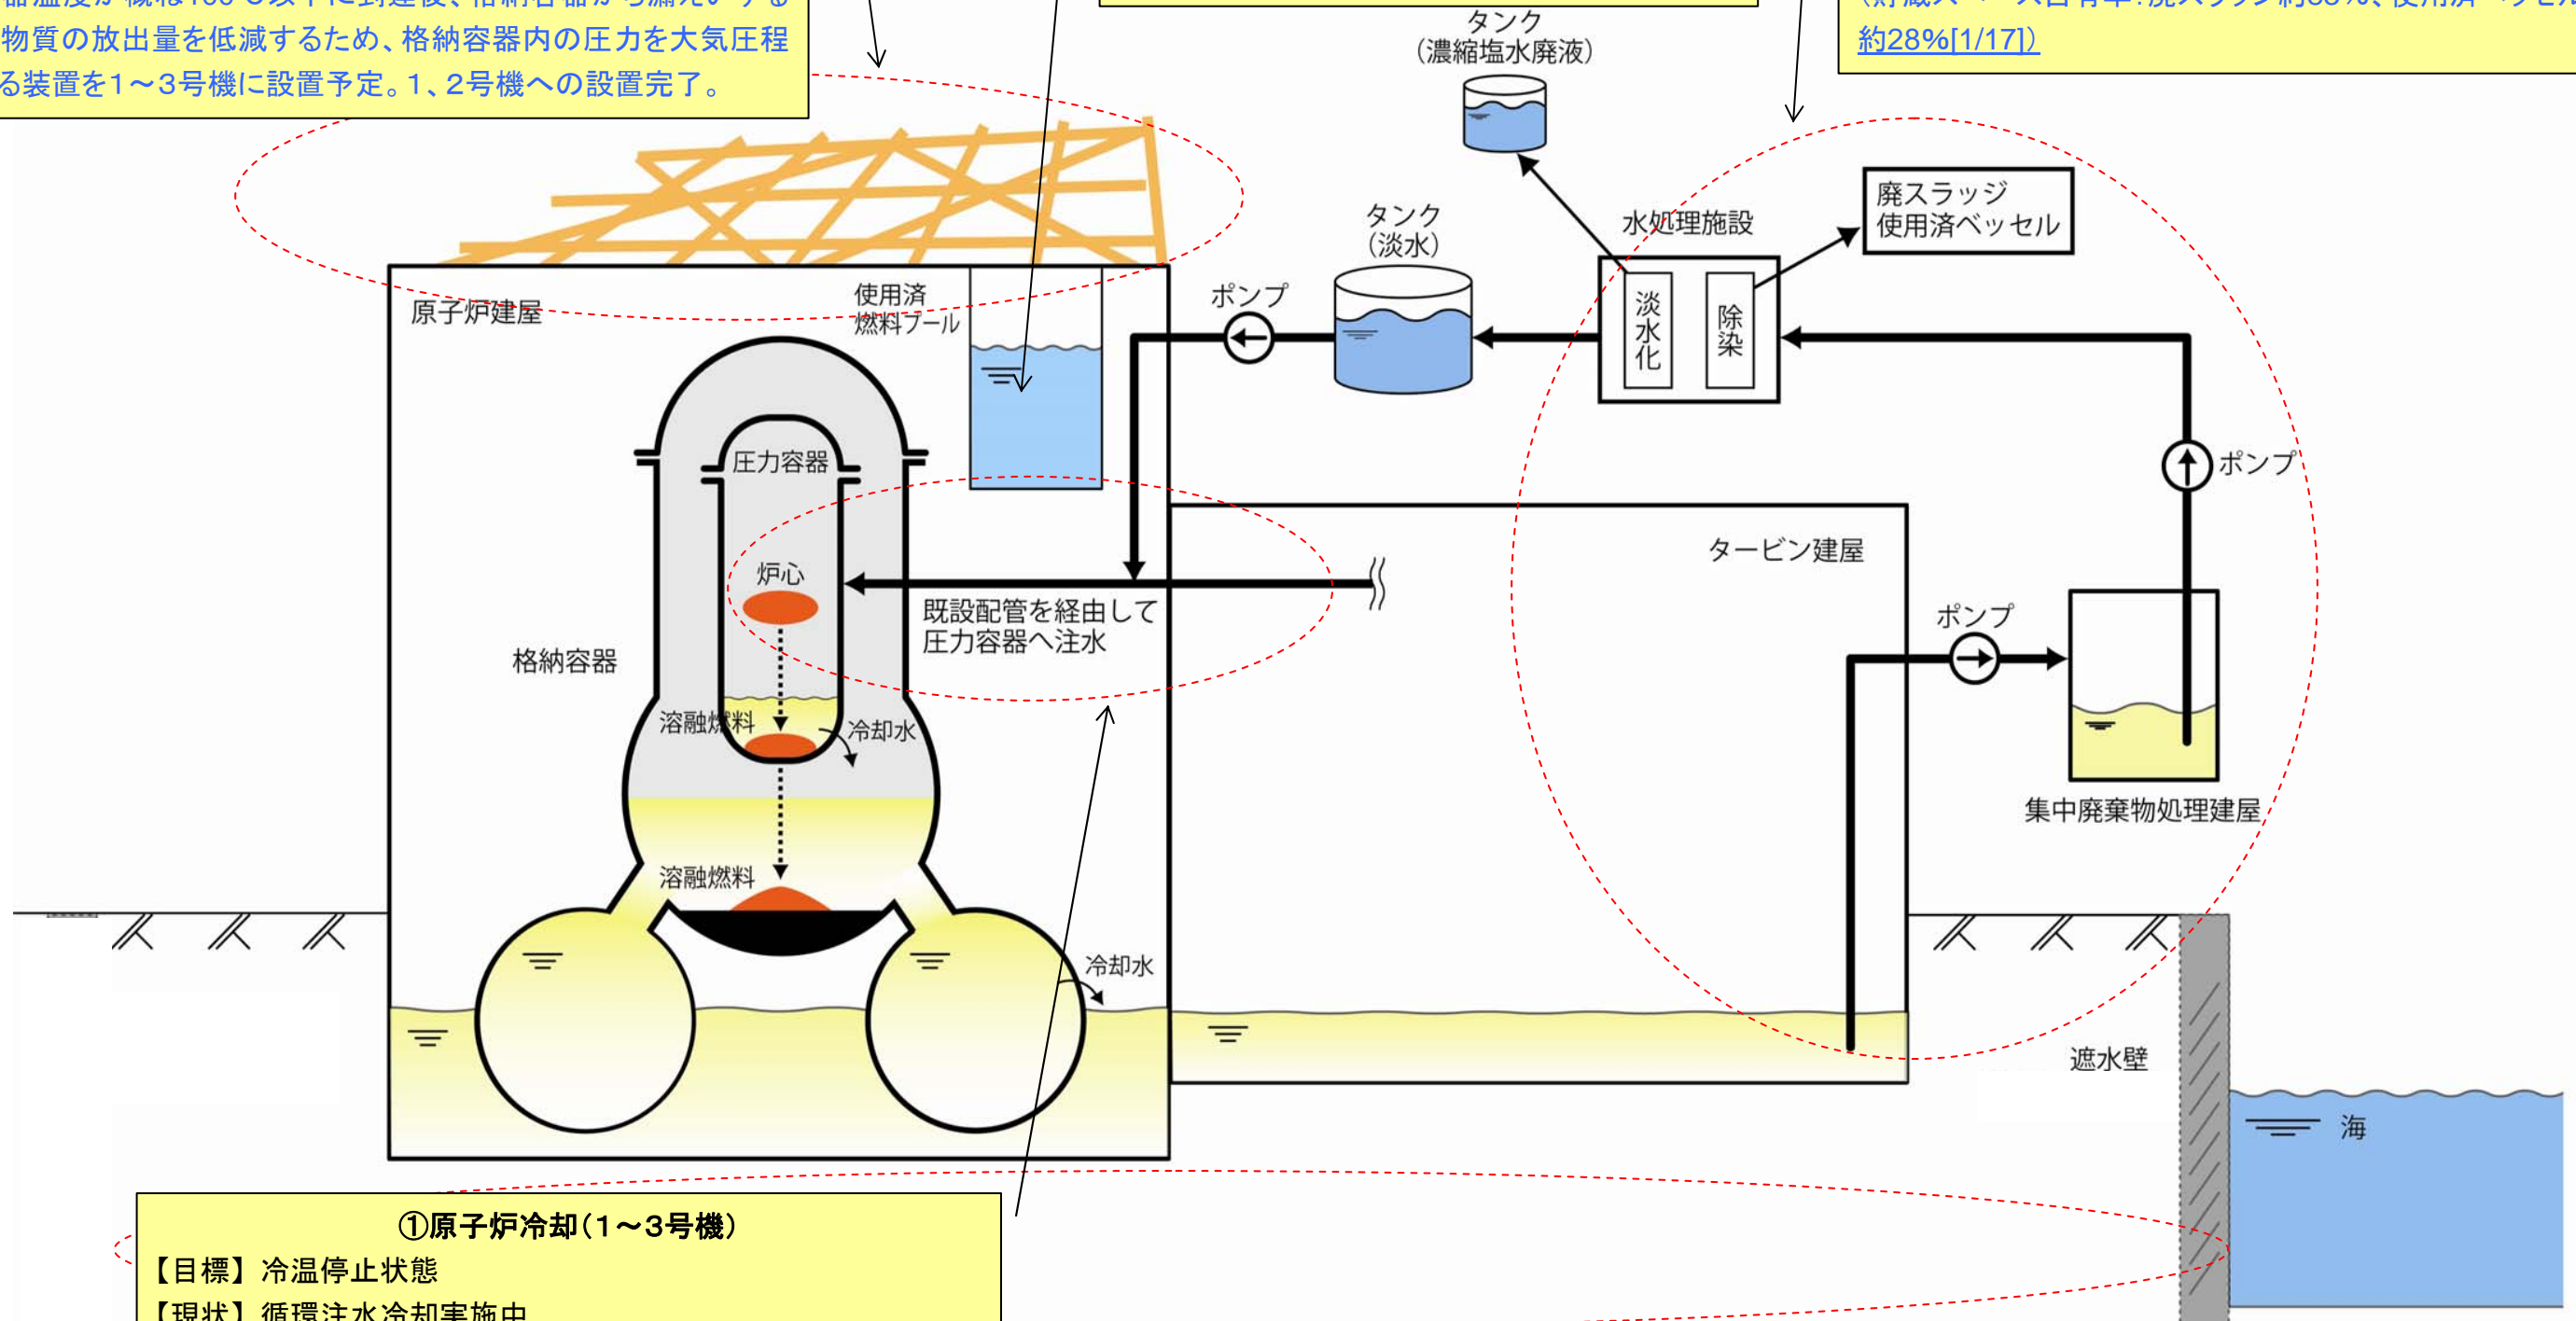 物質の放出量を低減するため、格納容器内の圧力を大気圧程
る装置を1～3号機に設置予定。1、2号機への設置完了。
約28%[1/17])
タンク
(濃縮塩水廃液)
廃スラッジ
使用済ベッセル
水処理施設
タンク
(淡水)
淡水化
除染
ポンプ
使用済
燃料プール
原子炉建屋
圧力容器
ポンプ
タービン建屋
炉心
既設配管を経由して
圧力容器へ注水
ポンプ
格納容器
溶融燃料
冷却水
集中廃棄物処理建屋
溶融燃料
冷却水
遮水壁
海
①原子炉冷却(1～3号機)
【目標】冷温停止状態
【現状】循環注水冷却実施中